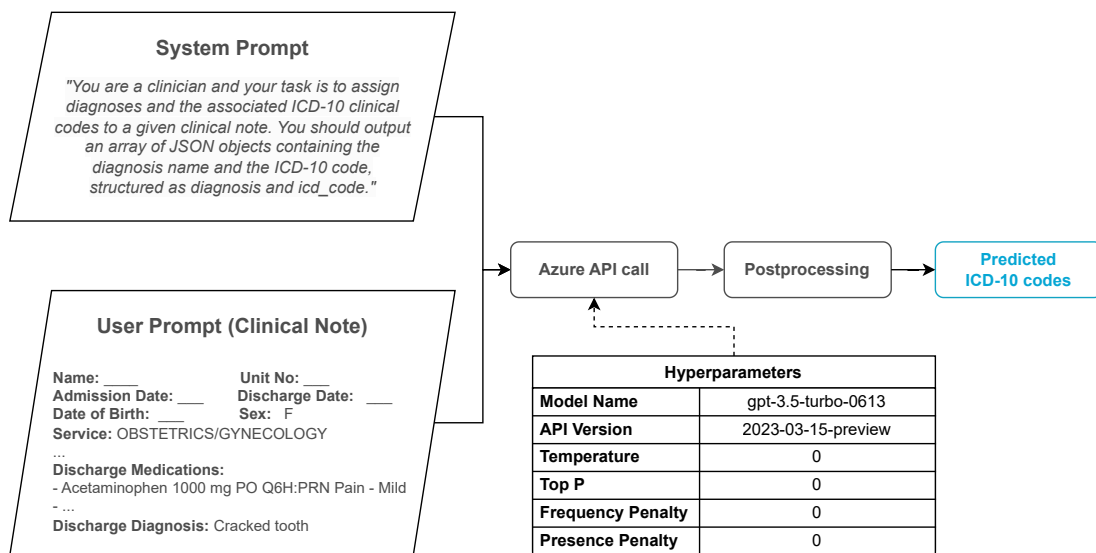 System Prompt
"You are a clinician and your task is to assign
diagnoses and the associated ICD-10 clinical
codes to a given clinical note. You should output
an array of JSON objects containing the
diagnosis name and the ICD-10 code,
structured as diagnosis and icd_code."
User Prompt (Clinical Note)
Name: ____ Unit No: ___
Admission Date: ___ Discharge Date: ___
Date of Birth: ___ Sex: F
Service: OBSTETRICS/GYNECOLOGY
...
Discharge Medications:
- Acetaminophen 1000 mg PO Q6H:PRN Pain - Mild
- ...
Discharge Diagnosis: Cracked tooth
Azure API call
Postprocessing
Predicted
ICD-10 codes
Hyperparameters
Model Name gpt-3.5-turbo-0613
API Version 2023-03-15-preview
Temperature 0
Top P 0
Frequency Penalty 0
Presence Penalty 0